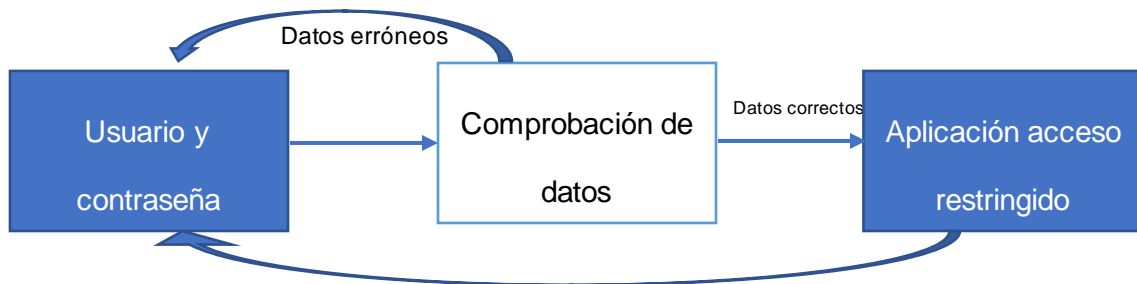 Datos erróneos
Usuario y
contraseña
Comprobación de
datos
Datos correctos
Aplicación acceso
restringido